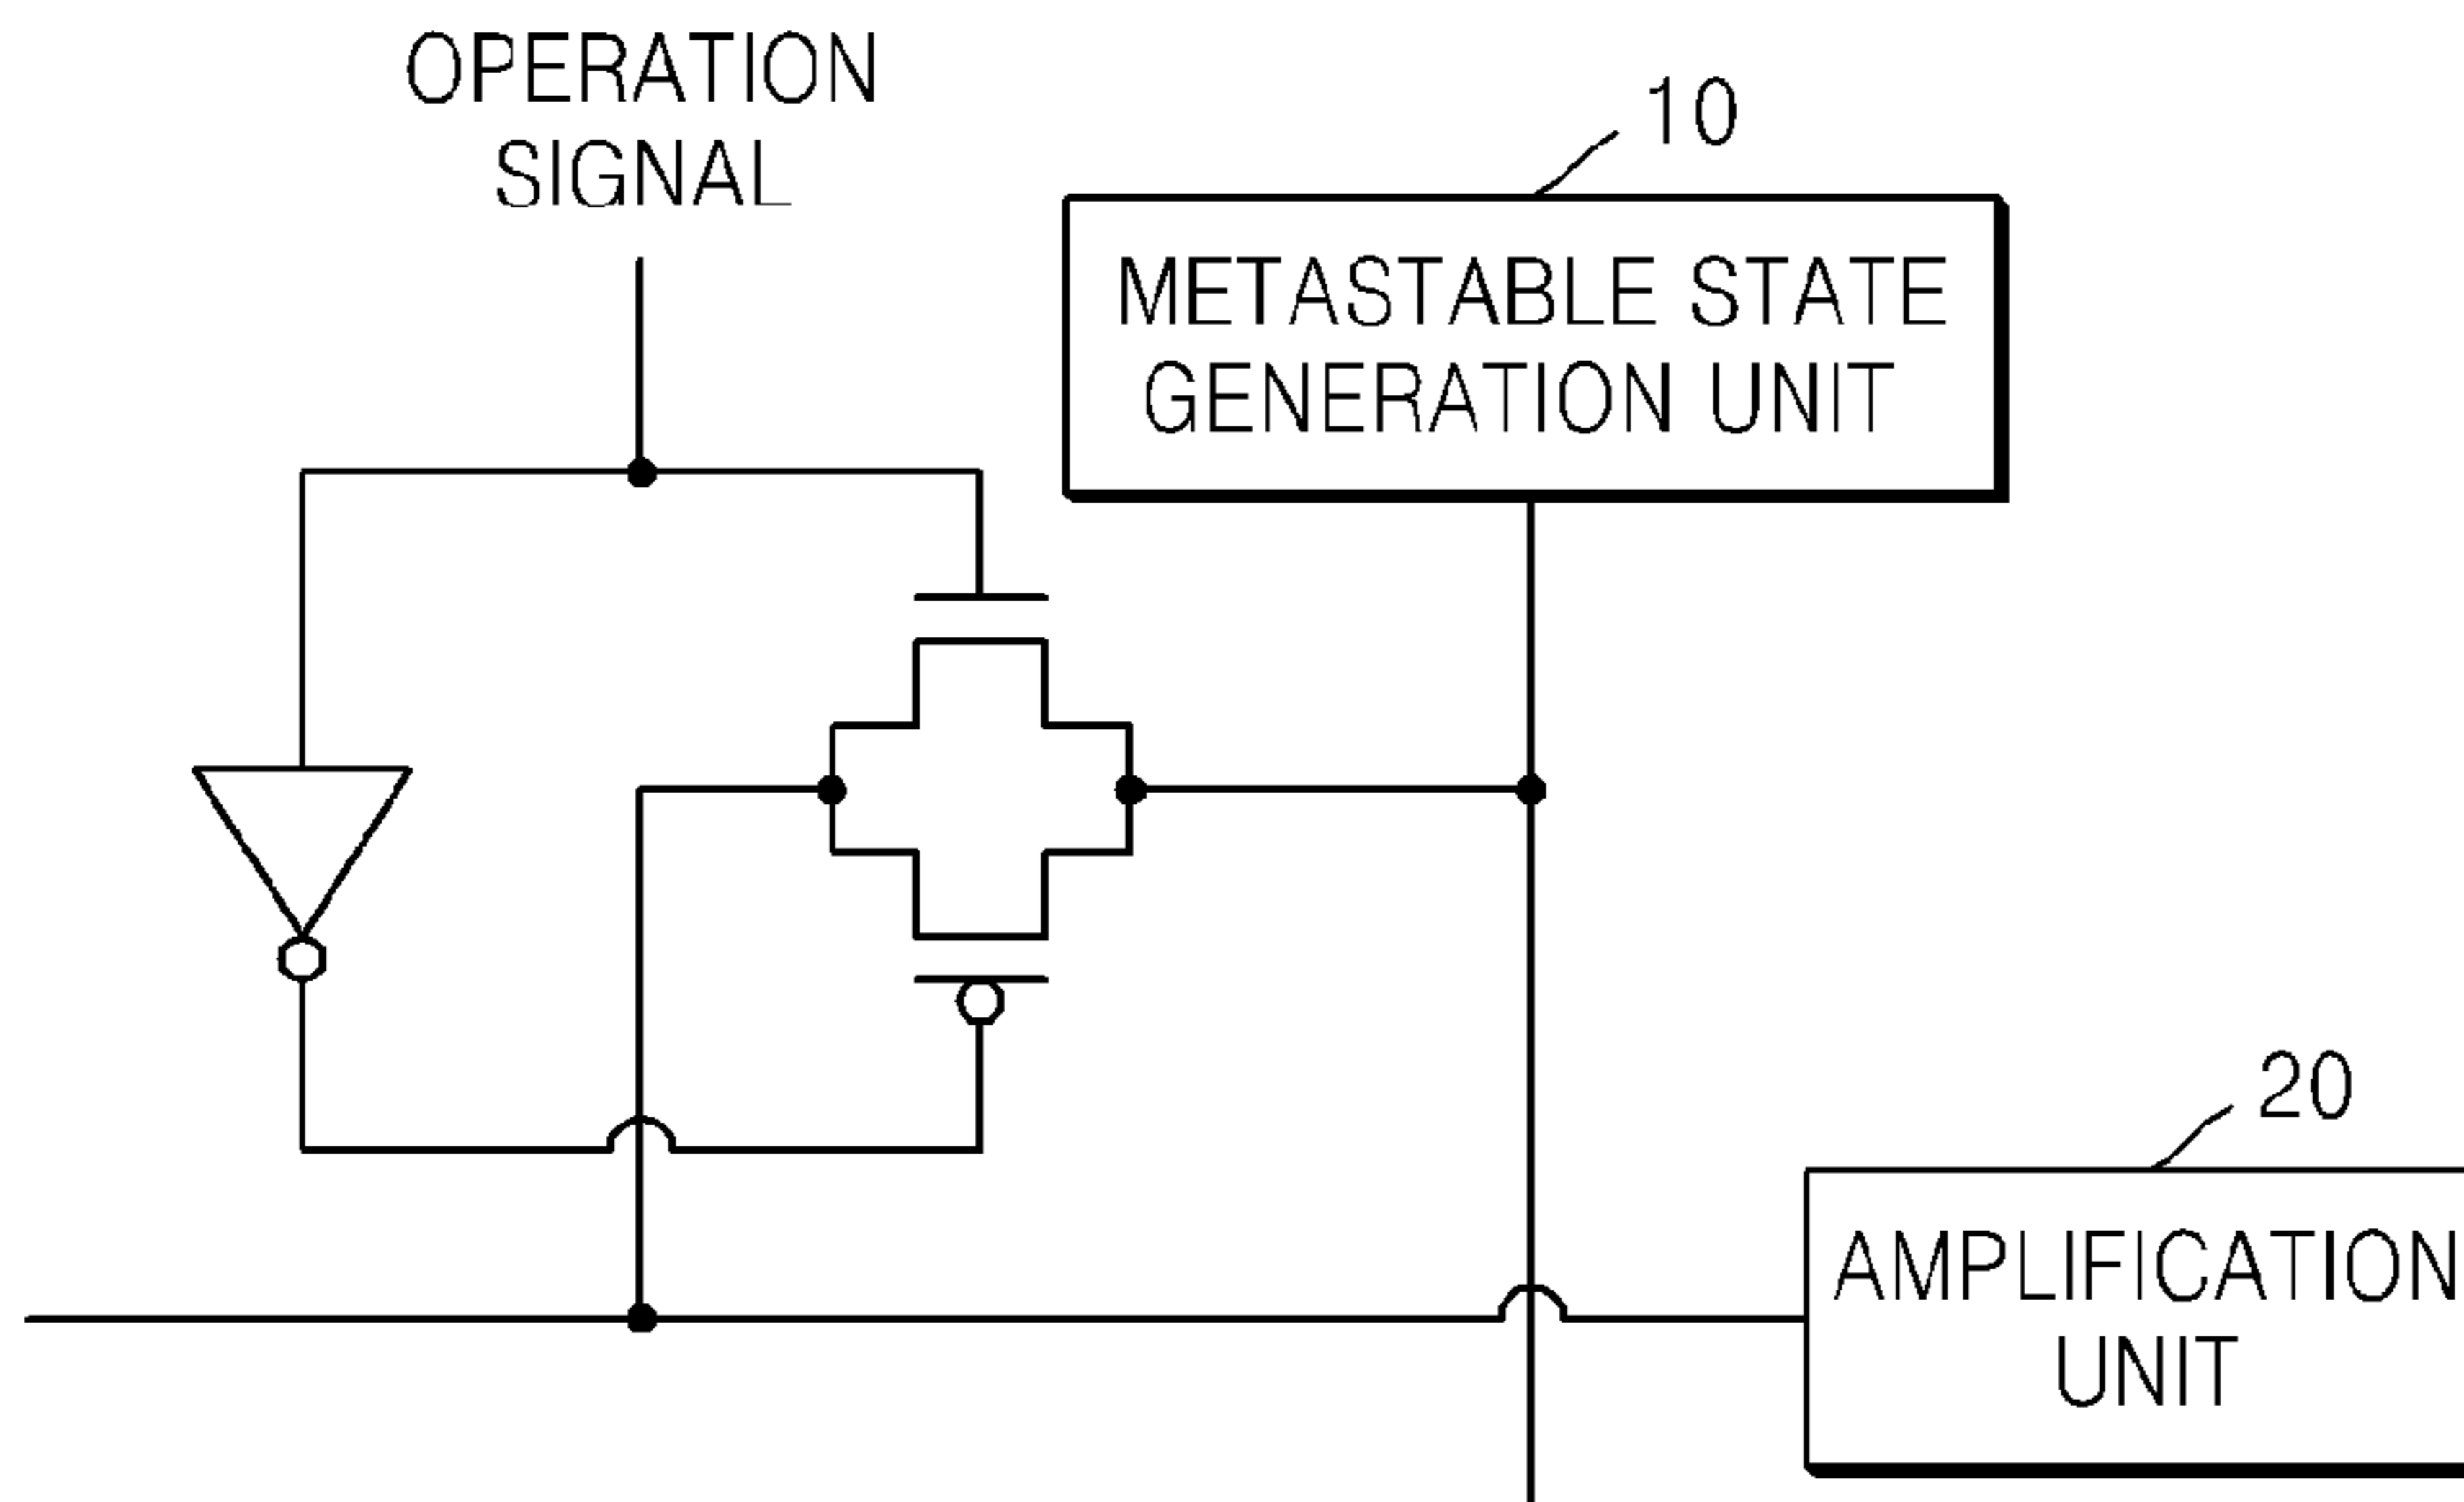 OPERATION
SIGNAL
10
METASTABLE STATE
GENERATION UNIT
20
AMPLIFICATION
UNIT